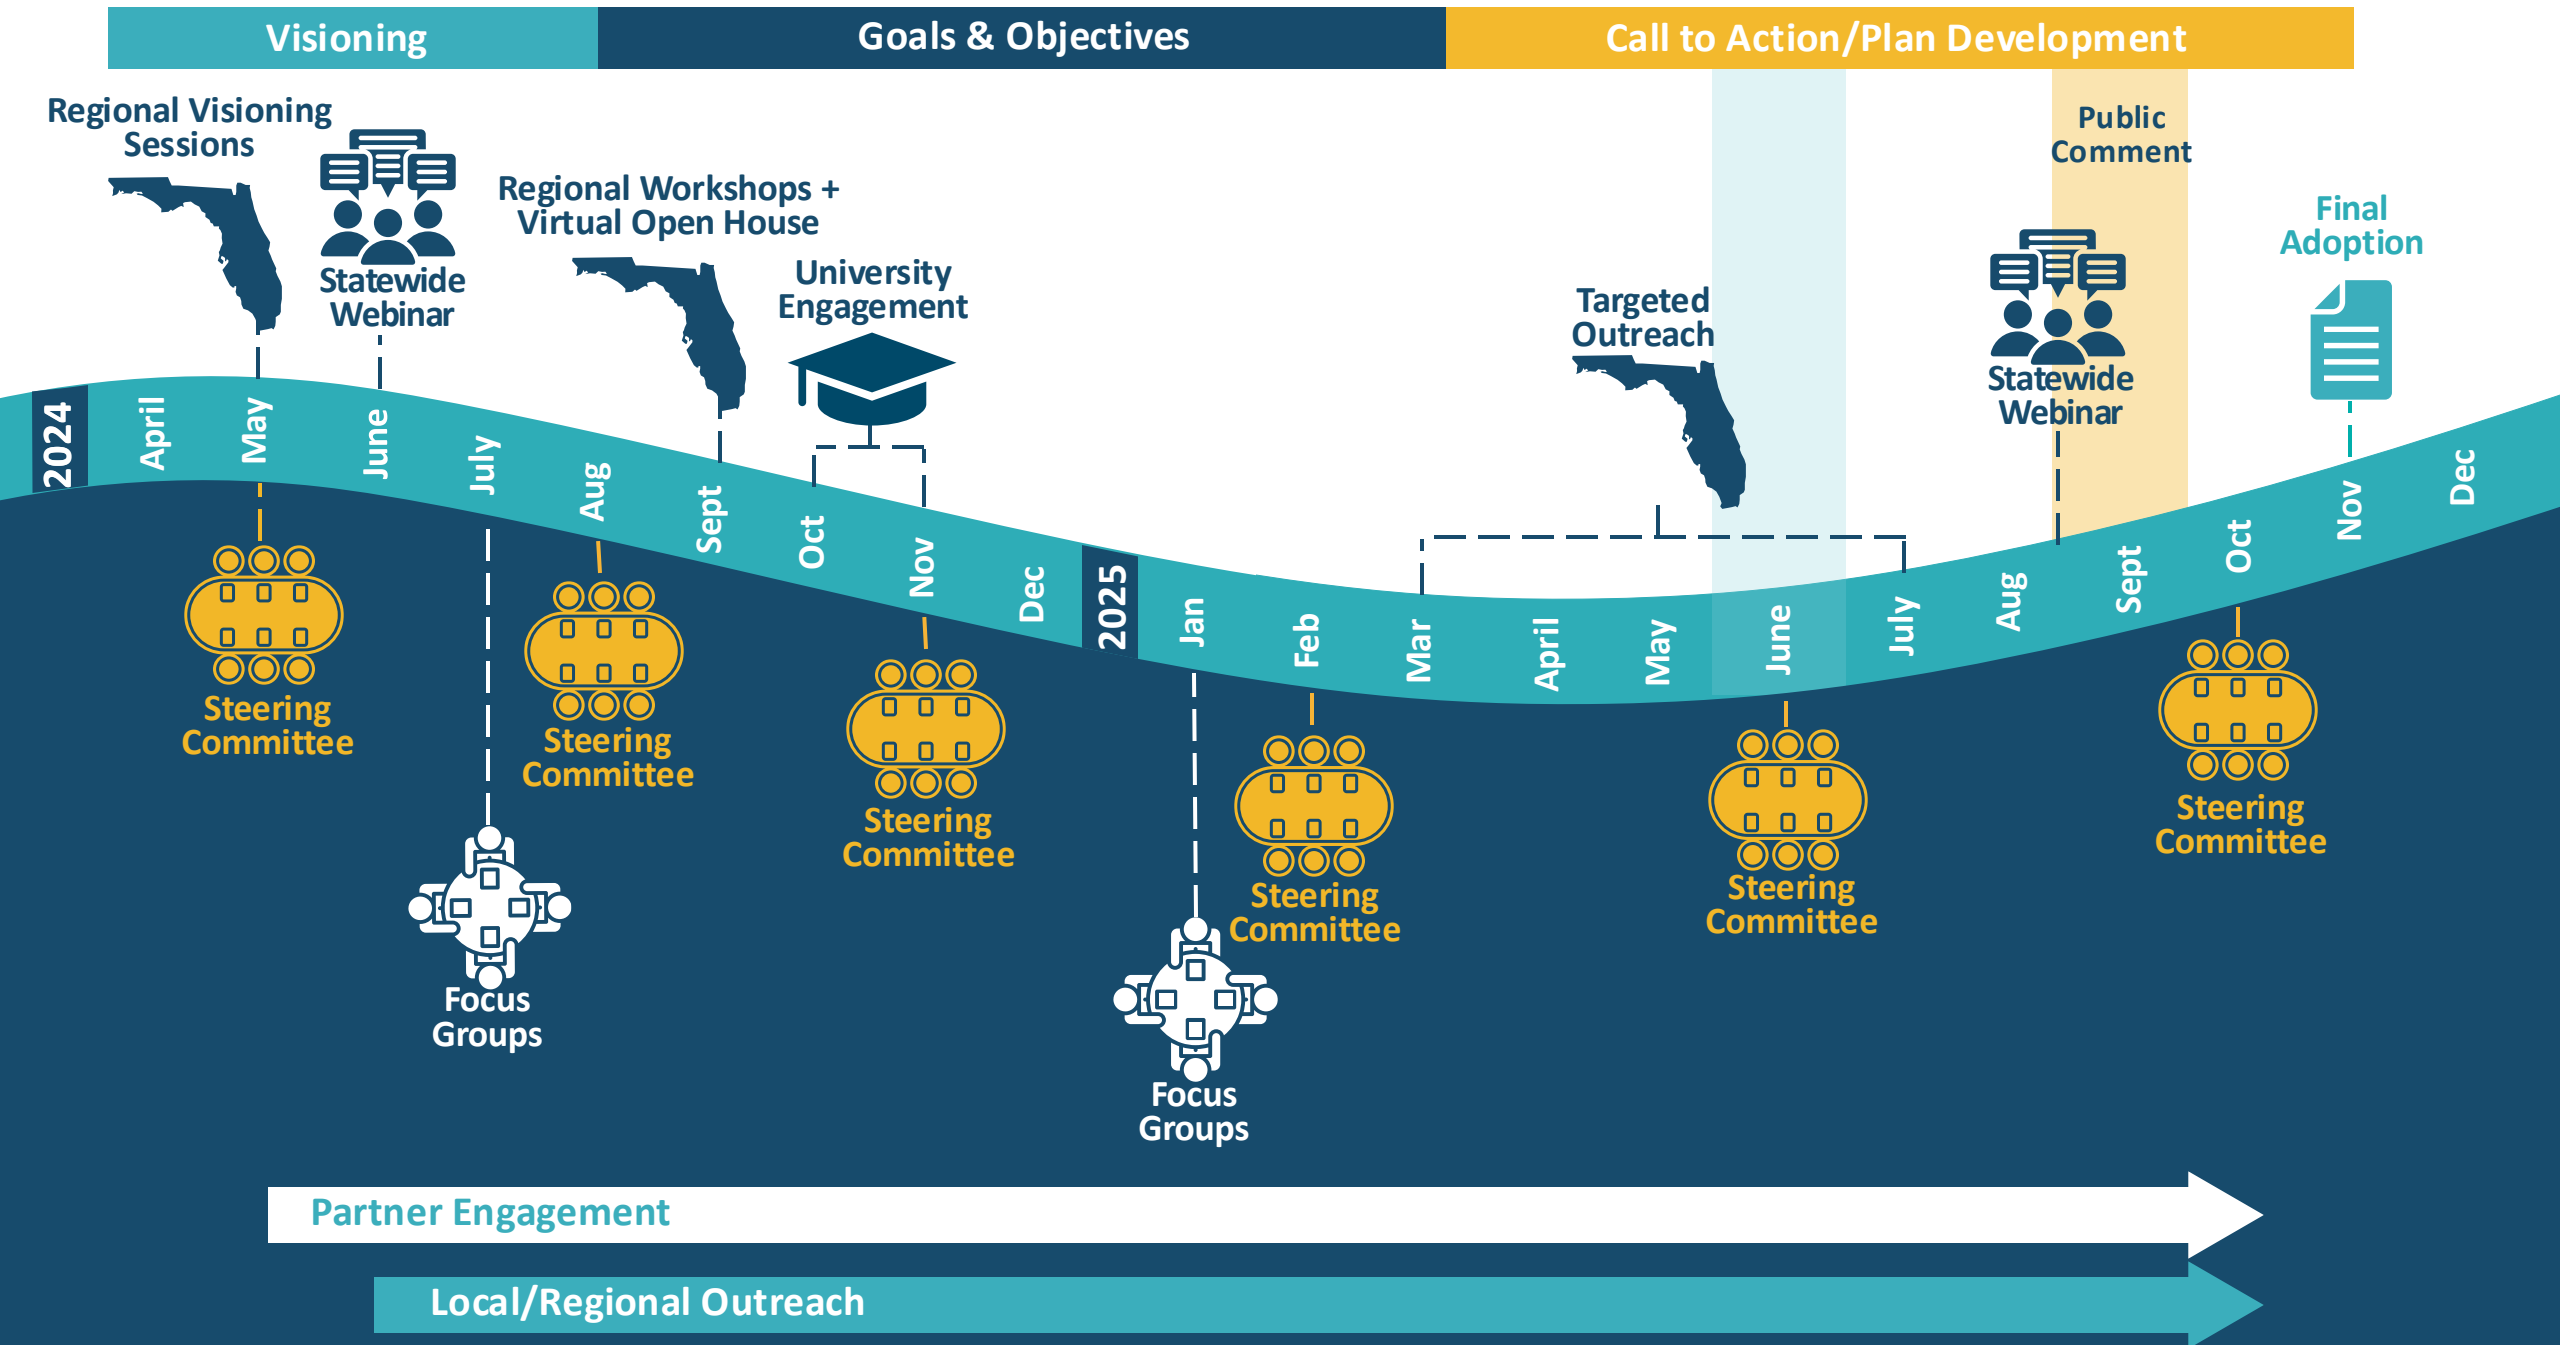 Visioning
Goals & Objectives
Call to Action/Plan Development
Regional Visioning
Sessions
Statewide
Webinar
Regional Workshops +
Virtual Open House
University
Engagement
Targeted
Outreach
Public
Comment
Statewide
Webinar
Final
Adoption
2024
April
May
June
July
Aug
Sept
Oct
Nov
Dec
2025
Jan
Feb
Mar
April
May
June
July
Aug
Sept
Oct
Nov
Dec
Steering
Committee
Focus
Groups
Steering
Committee
Steering
Committee
Focus
Groups
Steering
Committee
Steering
Committee
Steering
Committee
Partner Engagement
Local/Regional Outreach